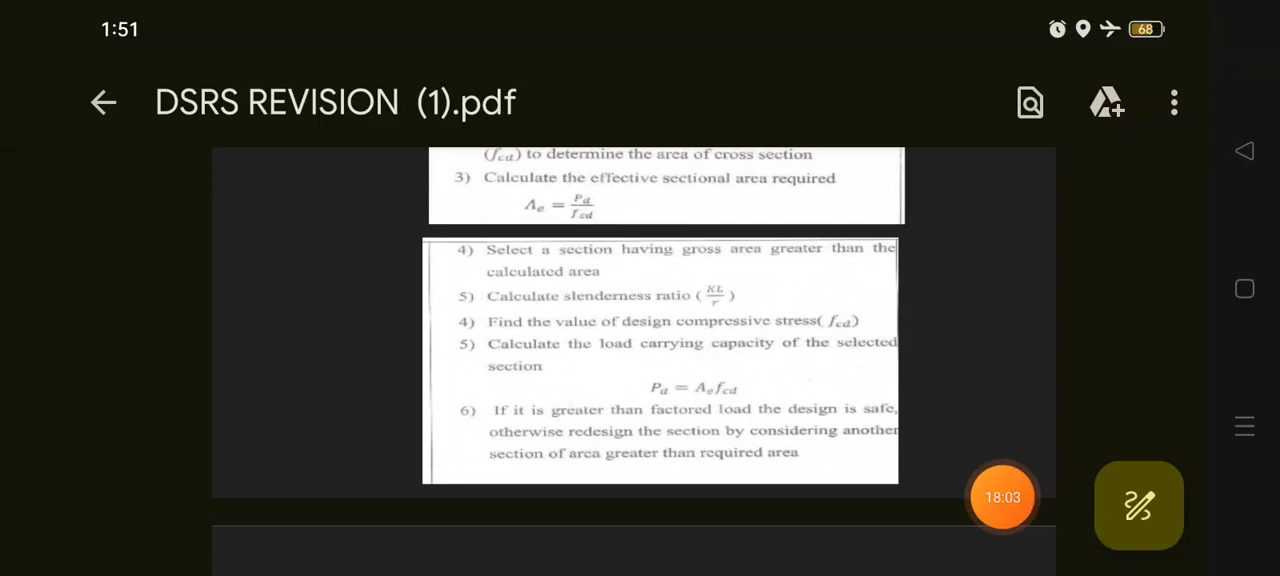 1:51
68
DSRS REVISION (1).pdf
(fcd) to determine the area of cross section
3) Calculate the effective sectional area required
Ae = Pd/fcd
4) Select a section having gross area greater than the
calculated area
5) Calculate slenderness ratio (KL/r)
4) Find the value of design compressive stress( fcd)
5) Calculate the load carrying capacity of the selected
section
Pd = Aefcd
6) If it is greater than factored load the design is safe,
otherwise redesign the section by considering another
section of area greater than required area
18:03